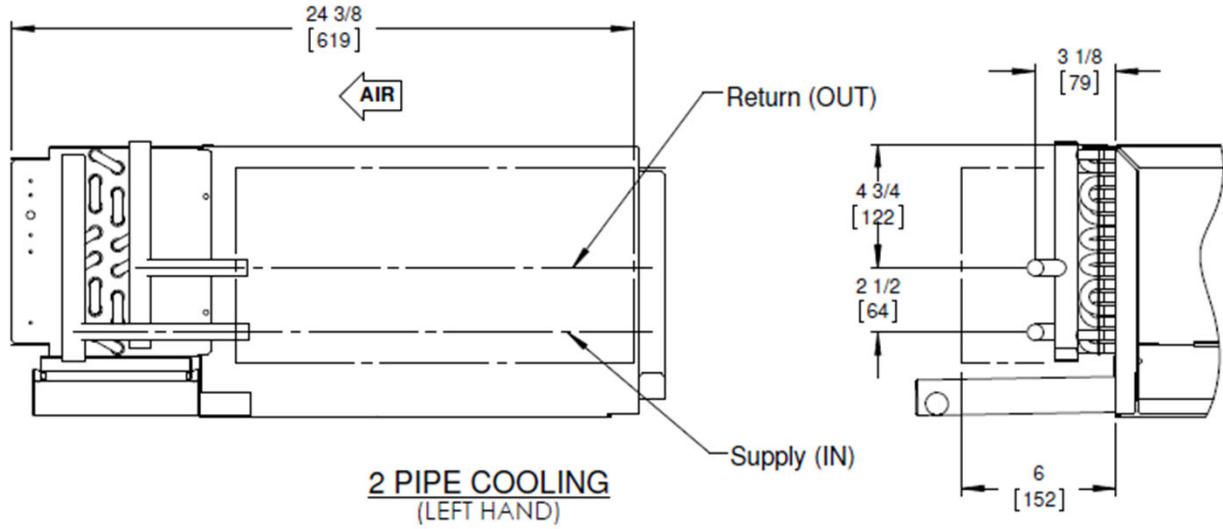 24 3/8
[619]
AIR
Return (OUT)
3 1/8
[79]
4 3/4
[122]
2 1/2
[64]
Supply (IN)
6
[152]
2 PIPE COOLING
(LEFT HAND)